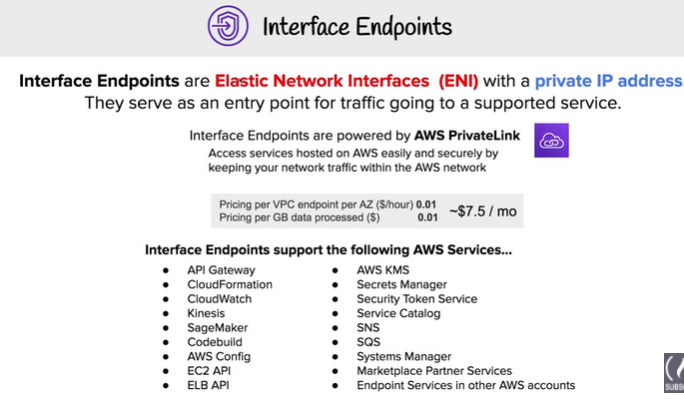 Interface Endpoints
Interface Endpoints are Elastic Network Interfaces (ENI) with a private IP address
They serve as an entry point for traffic going to a supported service.
Interface Endpoints are powered by AWS PrivateLink
Access services hosted on AWS easily and securely by
keeping your network traffic within the AWS network
Pricing per VPC endpoint per AZ ($/hour) 0.01
Pricing per GB data processed ($) 0.01
~$7.5 / mo
Interface Endpoints support the following AWS Services...
● API Gateway
● CloudFormation
● CloudWatch
● Kinesis
● SageMaker
● Codebuild
● AWS Config
● EC2 API
● ELB API
● AWS KMS
● Secrets Manager
● Security Token Service
● Service Catalog
● SNS
● SQS
● Systems Manager
● Marketplace Partner Services
● Endpoint Services in other AWS accounts